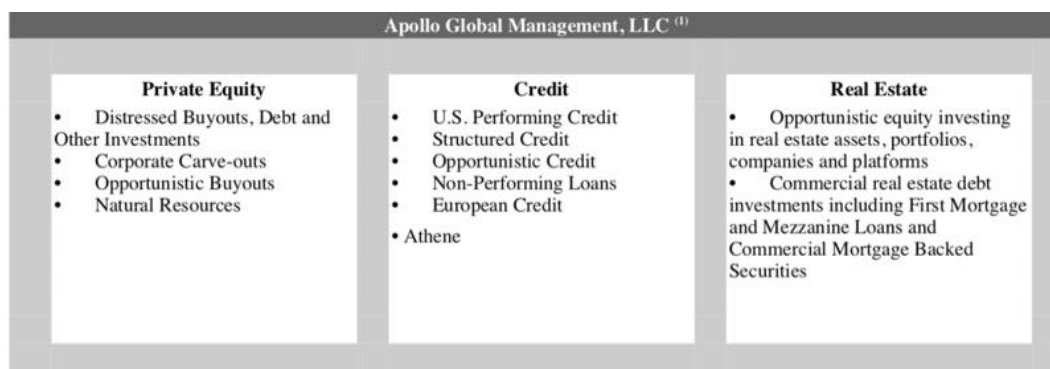 Apollo Global Management, LLC (1)
Private Equity
• Distressed Buyouts, Debt and
Other Investments
• Corporate Carve-outs
• Opportunistic Buyouts
• Natural Resources
Credit
• U.S. Performing Credit
• Structured Credit
• Opportunistic Credit
• Non-Performing Loans
• European Credit
• Athene
Real Estate
• Opportunistic equity investing
in real estate assets, portfolios,
companies and platforms
• Commercial real estate debt
investments including First Mortgage
and Mezzanine Loans and
Commercial Mortgage Backed
Securities